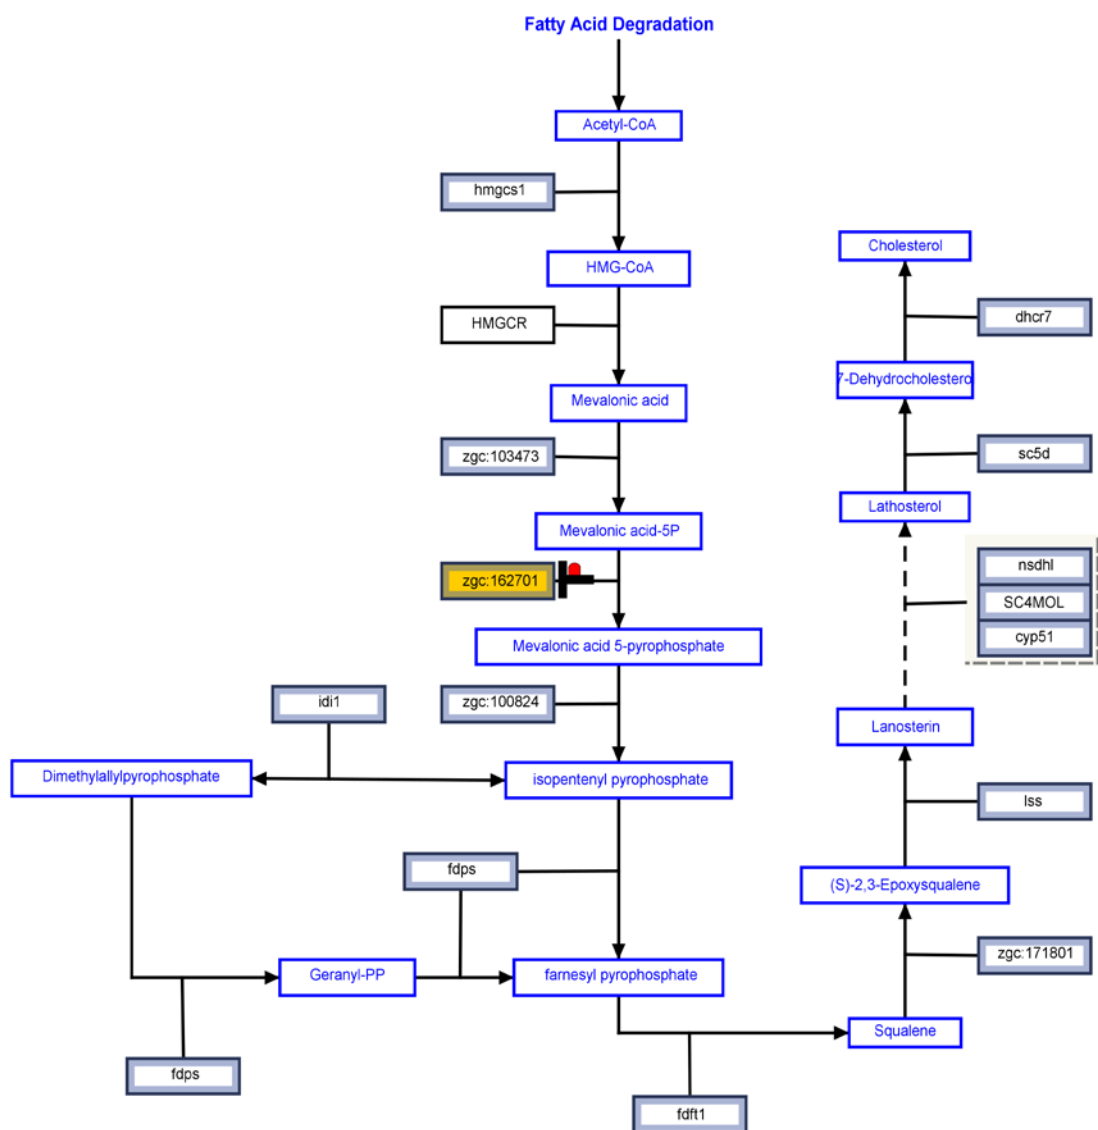 Fatty Acid Degradation
Acetyl-CoA
hmgcs1
HMG-CoA
HMGCR
Mevalonic acid
zgc:103473
Mevalonic acid-5P
zgc:162701
Mevalonic acid 5-pyrophosphate
zgc:100824
idi1
Dimethylallylpyrophosphate
isopentenyl pyrophosphate
fdps
Geranyl-PP
farnesyl pyrophosphate
fdps
fdft1
Cholesterol
dhcr7
7-Dehydrocholestero
sc5d
Lathosterol
nsdhl
SC4MOL
cyp51
Lanosterin
lss
(S)-2,3-Epoxysqualene
zgc:171801
Squalene